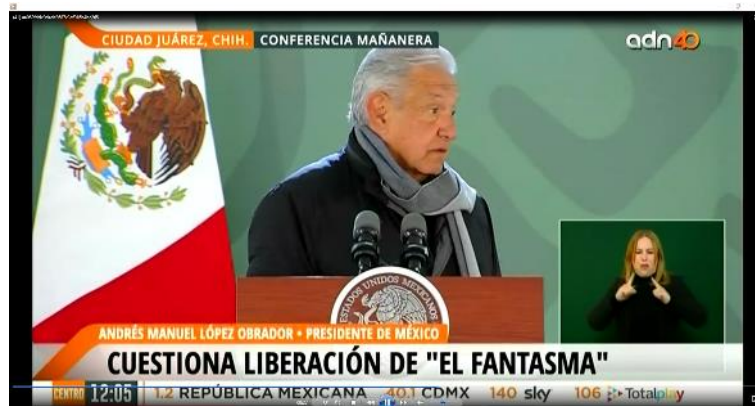 CIUDAD JUÁREZ, CHIH. CONFERENCIA MAÑANERA
adn40
ESTADOS UNIDOS MEXICANOS
ANDRÉS MANUEL LÓPEZ OBRADOR • PRESIDENTE DE MÉXICO
CUESTIONA LIBERACIÓN DE "EL FANTASMA"
CENTRO 12:05 1.2 REPÚBLICA MEXICANA 40.1 CDMX 140 sky 106 Totalplay